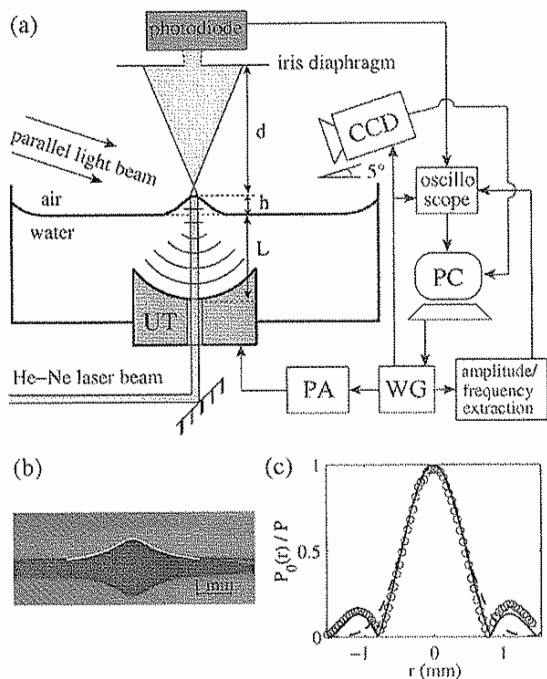 (a)
photodiode
iris diaphragm
parallel light beam
d
CCD
5°
air
h
oscillo
scope
water
L
PC
UT
He–Ne laser beam
PA
WG
amplitude/
frequency
extraction
(b)
1 mm
(c)
P₀(r) / P
1
0.5
0
−1
0
1
r (mm)